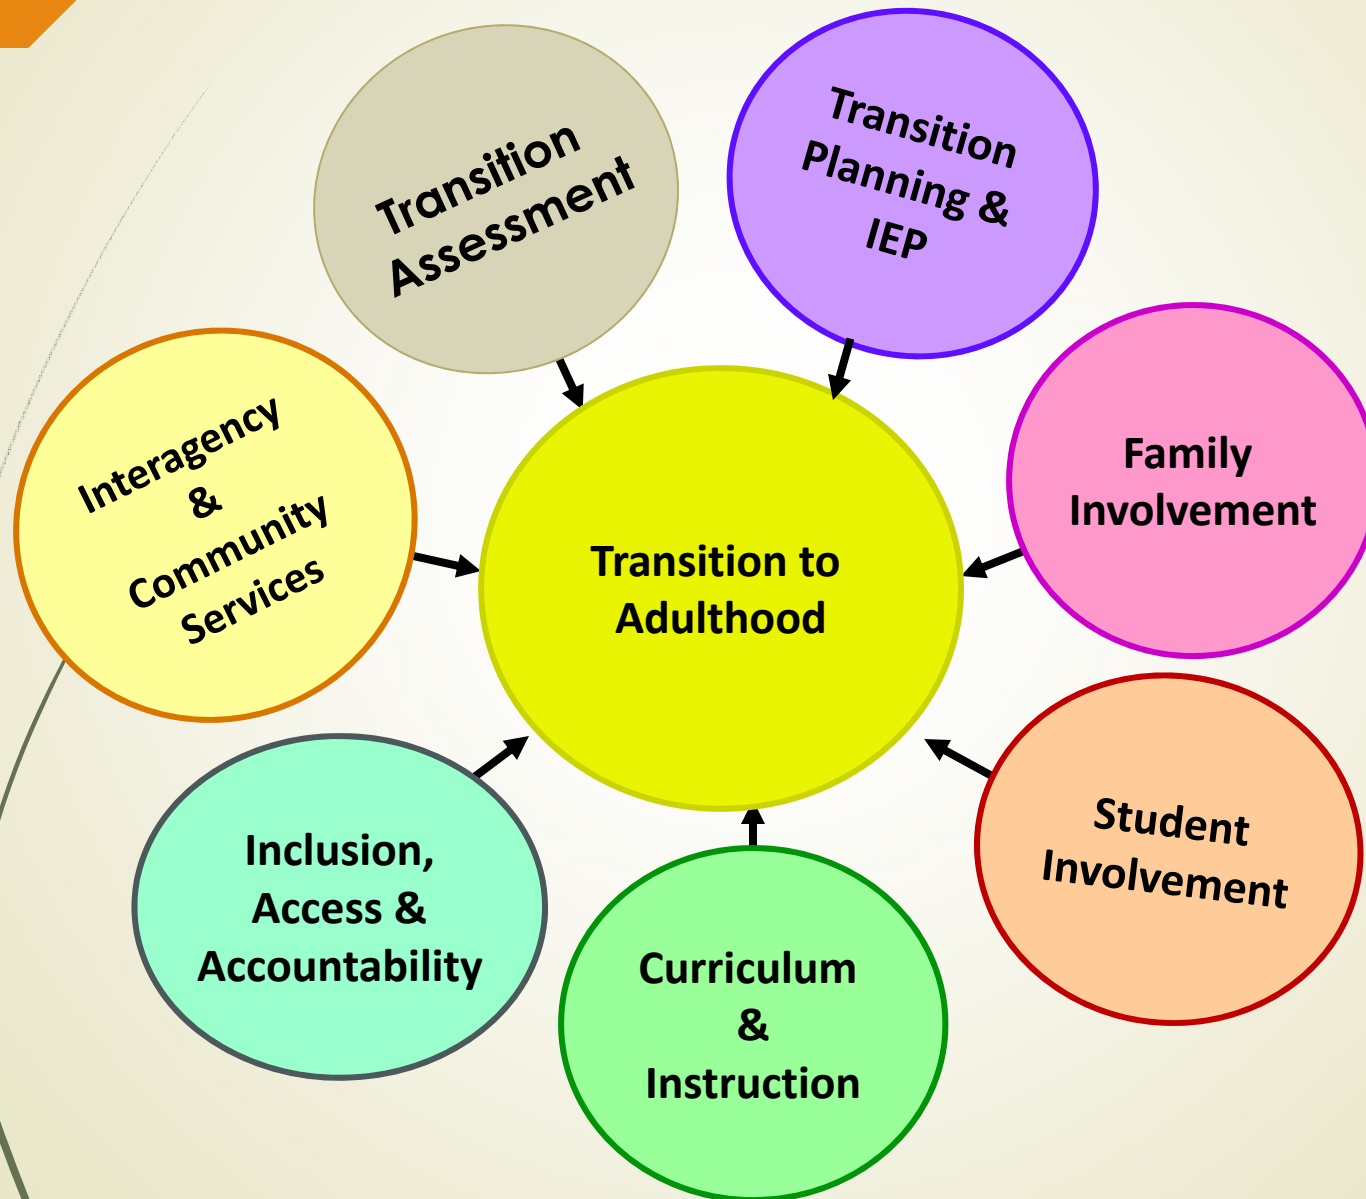 Transition
Assessment
Transition
Planning &
IEP
Interagency
&
Community
Services
Family
Involvement
Transition to
Adulthood
Student
Involvement
Inclusion,
Access &
Accountability
Curriculum
&
Instruction